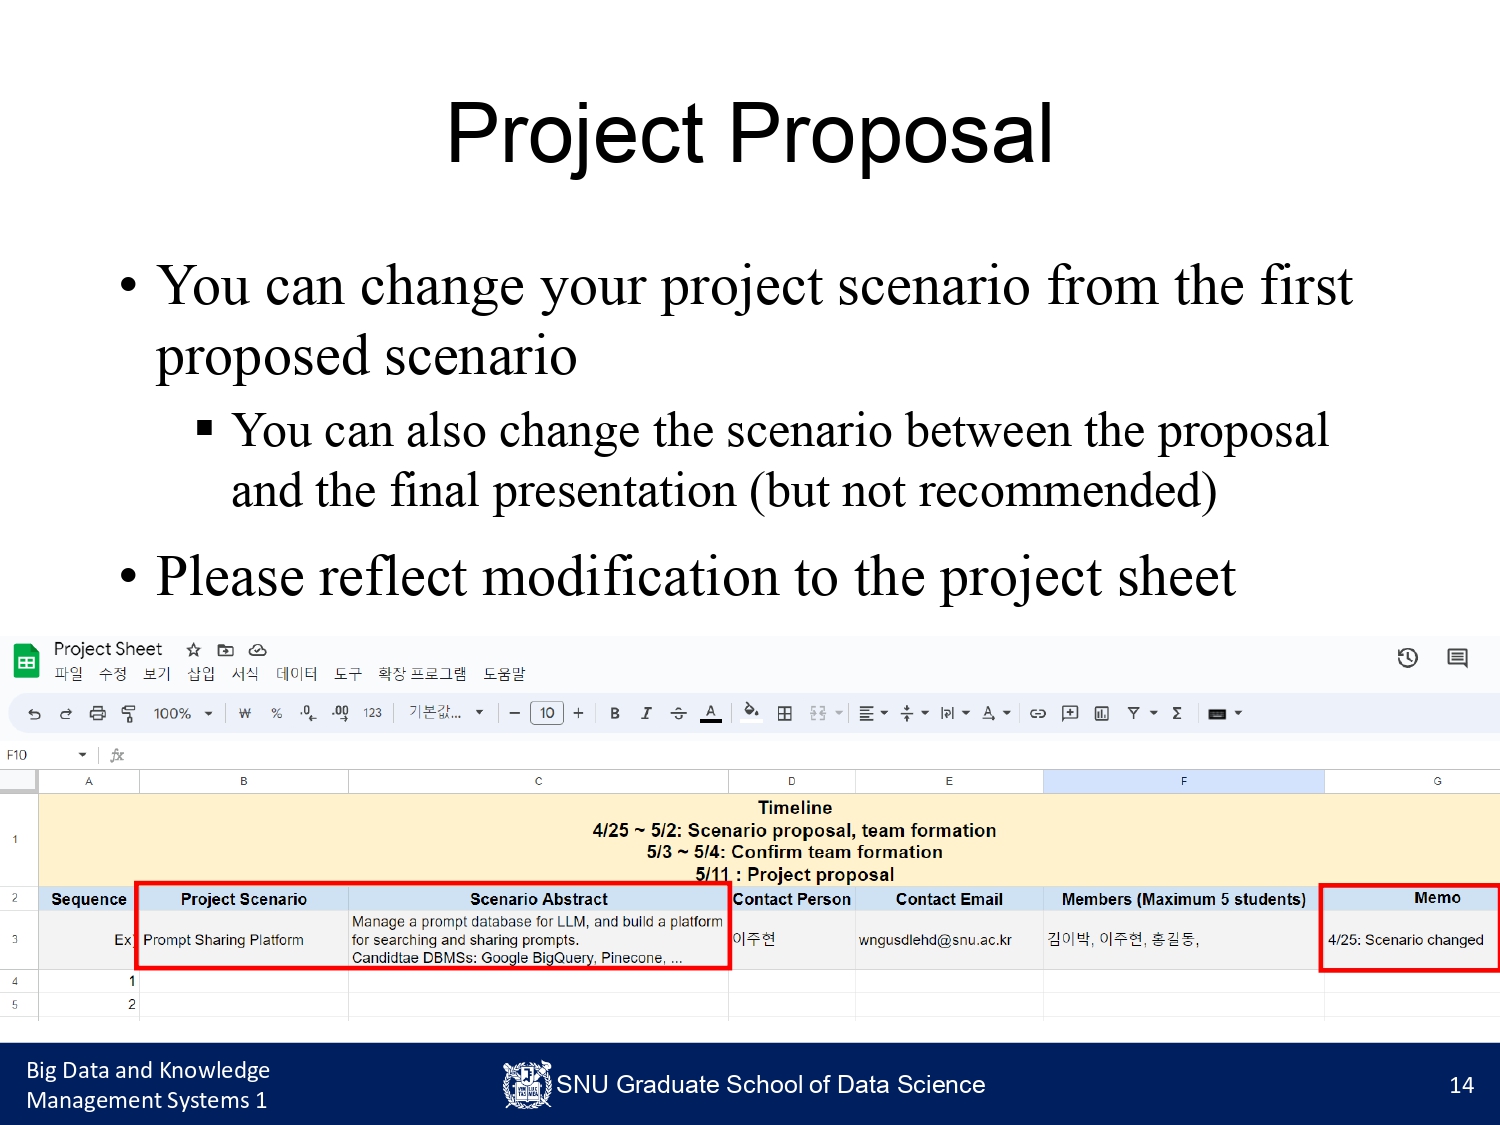 Project Proposal
• You can change your project scenario from the first
proposed scenario
▪ You can also change the scenario between the proposal
and the final presentation (but not recommended)
• Please reflect modification to the project sheet
Project Sheet
파일 수정 보기 삽입 서식 데이터 도구 확장 프로그램 도움말
100% ₩ % .0 .00 123 기본값... − 10 + B I A
F10 fx
A B C D E F G
1
Timeline
4/25 ~ 5/2: Scenario proposal, team formation
5/3 ~ 5/4: Confirm team formation
5/11 : Project proposal
2 Sequence Project Scenario Scenario Abstract Contact Person Contact Email Members (Maximum 5 students) Memo
3 Ex) Prompt Sharing Platform
Manage a prompt database for LLM, and build a platform
for searching and sharing prompts.
Candidtae DBMSs: Google BigQuery, Pinecone, ...
이주현 wngusdlehd@snu.ac.kr 김이박, 이주현, 홍길동, 4/25: Scenario changed
4 1
5 2
Big Data and Knowledge
Management Systems 1
SNU Graduate School of Data Science
14